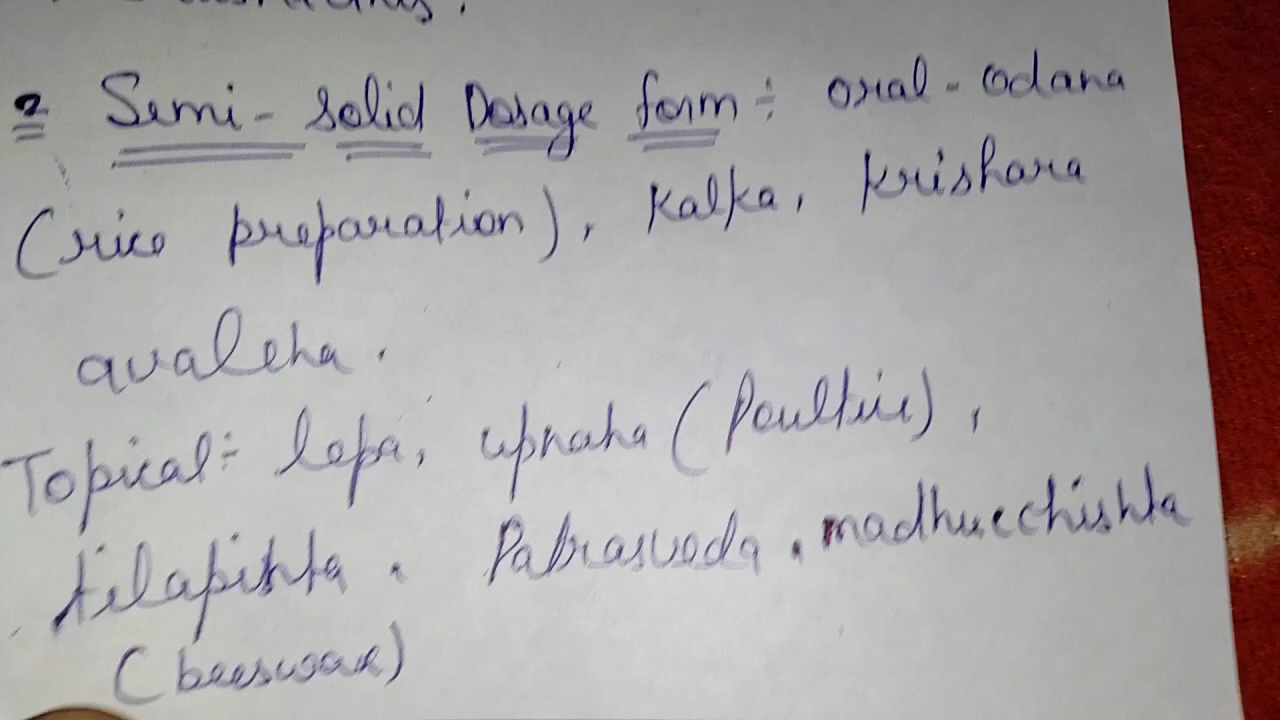 2 Semi-Solid Dosage form ÷ oral - Odana
(rice preparation), Kalka, Krishara
avaleha.
Topical ÷ lepa, upnaha (Poultice),
tilapishta, Patrasveda, madhucchishta
(beeswax)